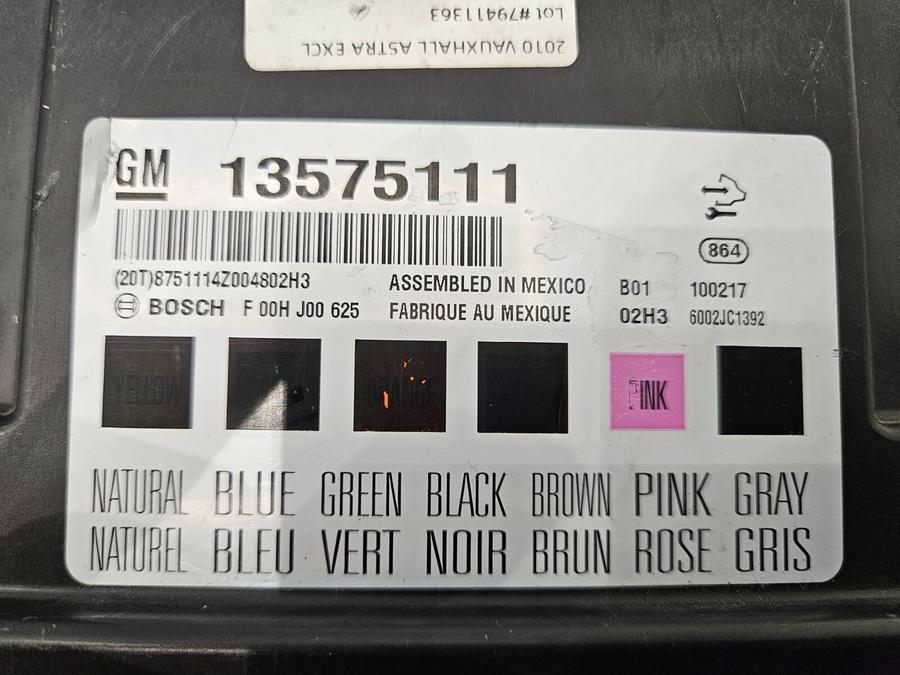 2010 VAUXHALL ASTRA EXCL
Lot #79411363
GM 13575111
864
(20T)8751114Z004802H3 ASSEMBLED IN MEXICO B01 100217
BOSCH F 00H J00 625 FABRIQUE AU MEXIQUE 02H3 6002JC1392
YELLOW ORANGE PINK
NATURAL BLUE GREEN BLACK BROWN PINK GRAY
NATUREL BLEU VERT NOIR BRUN ROSE GRIS